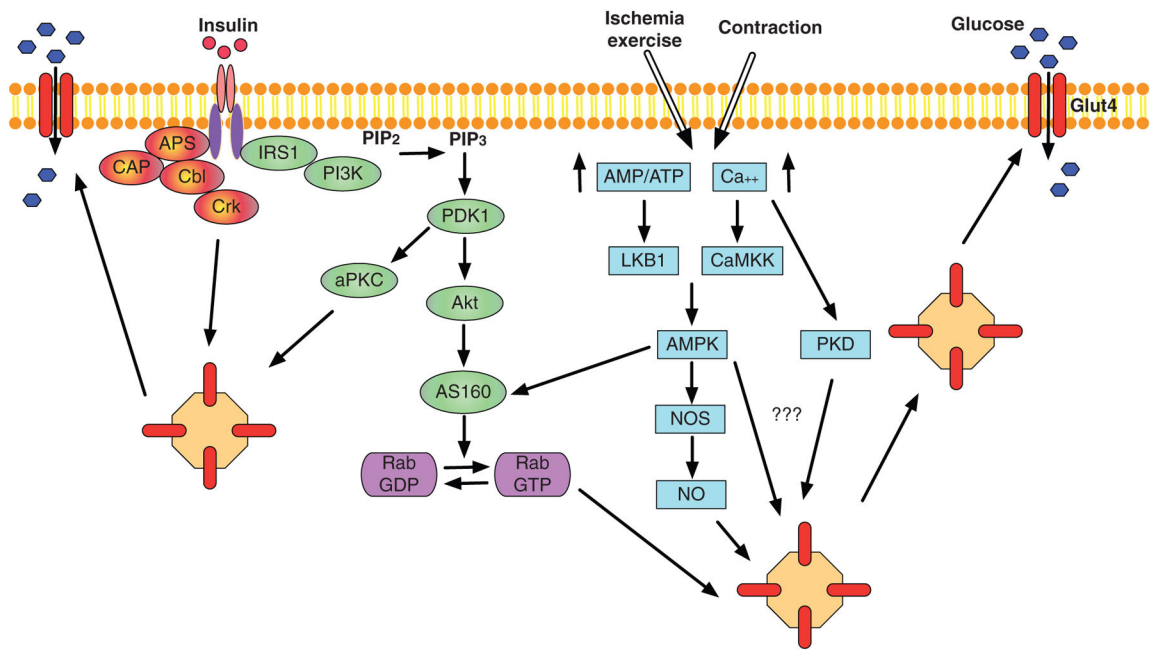 Insulin
Ischemia
exercise
Contraction
Glucose
Glut4
APS
CAP
Cbl
Crk
IRS1
PI3K
PIP2
PIP3
AMP/ATP
Ca++
PDK1
LKB1
CaMKK
aPKC
Akt
AMPK
PKD
AS160
NOS
???
Rab
GDP
Rab
GTP
NO